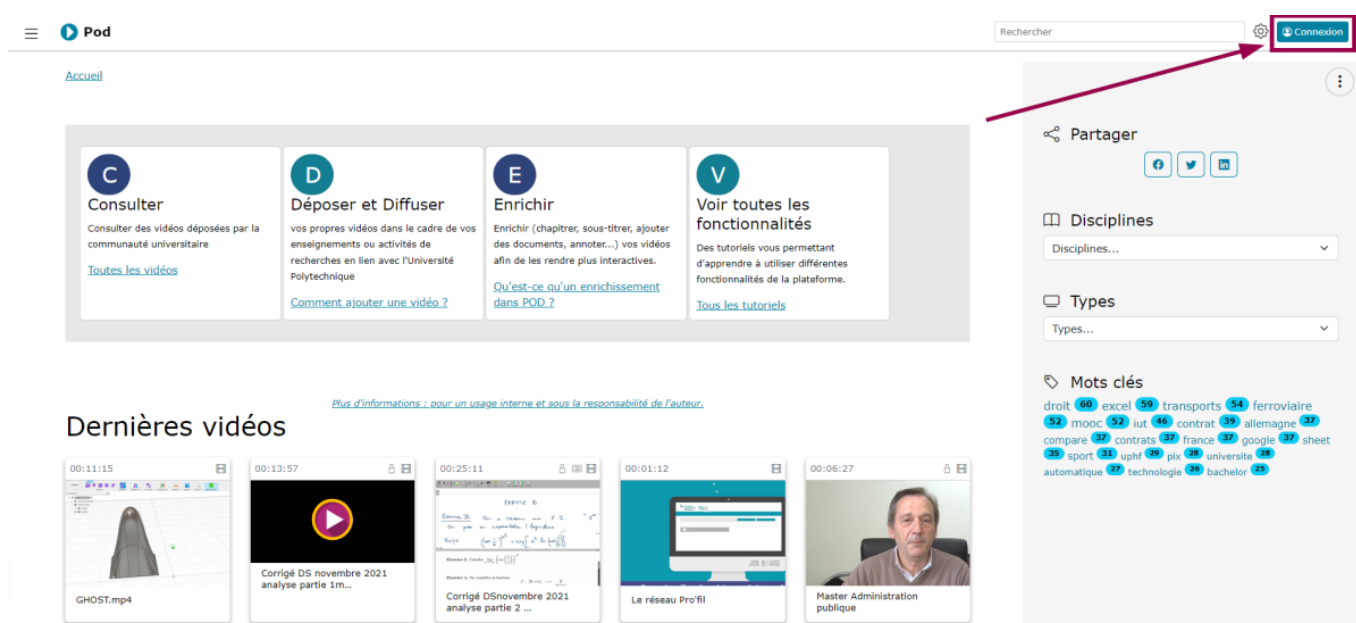 Pod
Rechercher
Connexion
Accueil
C
Consulter
Consulter des vidéos déposées par la
communauté universitaire
Toutes les vidéos
D
Déposer et Diffuser
vos propres vidéos dans le cadre de vos
enseignements ou activités de
recherches en lien avec l'Université
Polytechnique
Comment ajouter une vidéo ?
E
Enrichir
Enrichir (chapitrer, sous-titrer, ajouter
des documents, annoter...) vos vidéos
afin de les rendre plus interactives.
Qu'est-ce qu'un enrichissement
dans POD ?
V
Voir toutes les
fonctionnalités
Des tutoriels vous permettant
d'apprendre à utiliser différentes
fonctionnalités de la plateforme.
Tous les tutoriels
Plus d'informations : pour un usage interne et sous la responsabilité de l'auteur.
Dernières vidéos
00:11:15
GHOST.mp4
00:13:57
Corrigé DS novembre 2021
analyse partie 1m...
00:25:11
PARTIE B
Corrigé DSnovembre 2021
analyse partie 2 ...
00:01:12
JOB BOARD
Le réseau Pro'fil
00:06:27
Master Administration
publique
Partager
Disciplines
Disciplines...
Types
Types...
Mots clés
droit 60 excel 59 transports 54 ferroviaire
52 mooc 52 iut 46 contrat 39 allemagne 37
compare 37 contrats 37 france 37 google 37 sheet
35 sport 31 uphf 29 pix 28 universite 28
automatique 27 technologie 26 bachelor 25